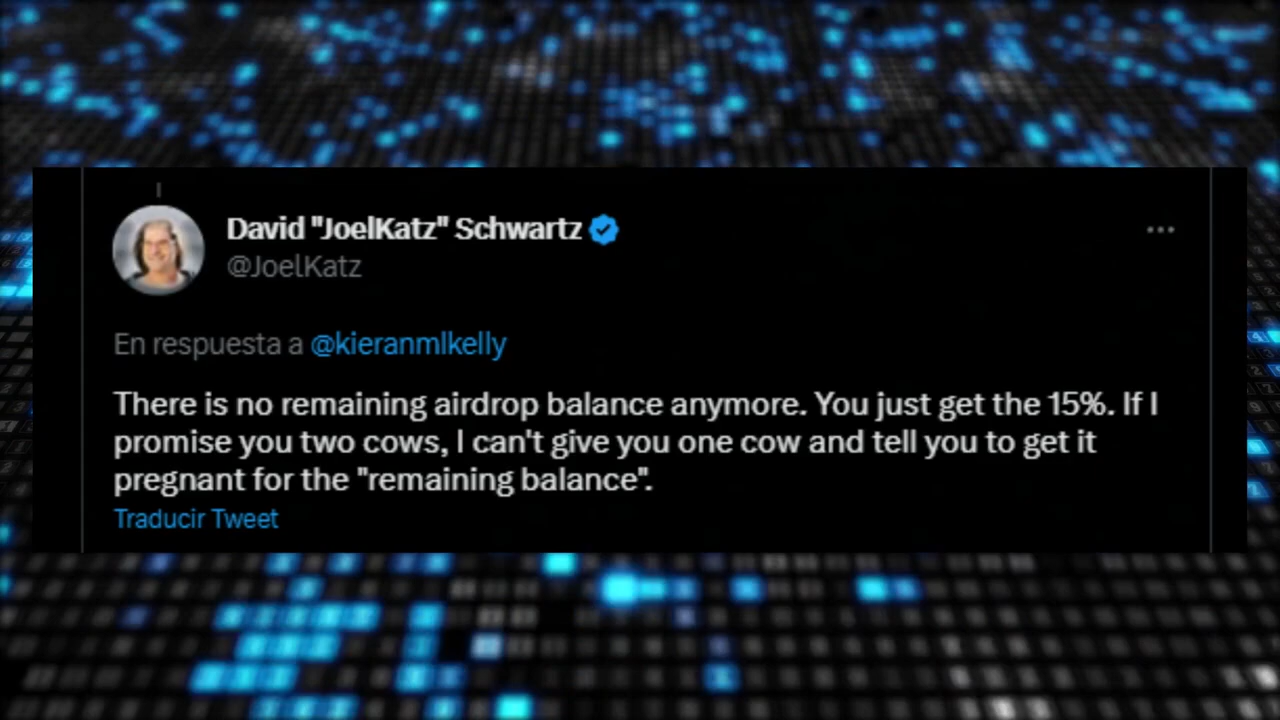 David "JoelKatz" Schwartz
@JoelKatz
En respuesta a @kieranmlkelly
There is no remaining airdrop balance anymore. You just get the 15%. If I
promise you two cows, I can't give you one cow and tell you to get it
pregnant for the "remaining balance".
Traducir Tweet